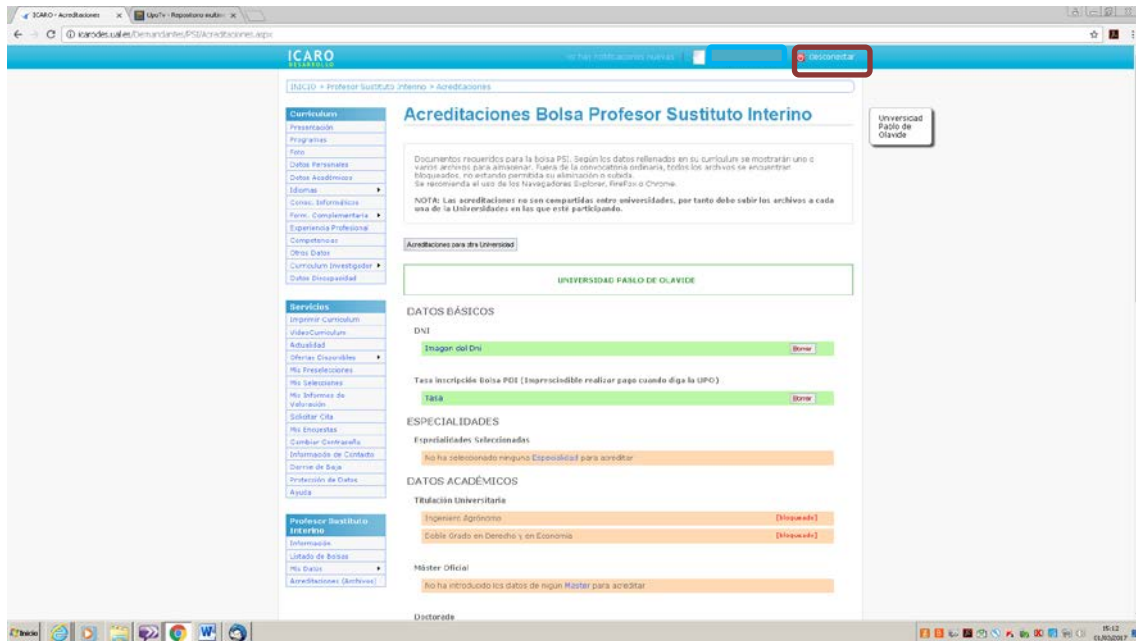 ICARO - Acreditaciones
UpoTv - Repositorio multim
icarodes.ual.es/Demandantes/PSI/Acreditaciones.aspx
ICARO
DESARROLLO
No hay notificaciones nuevas
Desconectar
INICIO > Profesor Sustituto Interino > Acreditaciones
Curriculum
Presentación
Programas
Foro
Datos Personales
Datos Académicos
Idiomas
Conoc. Informáticos
Form. Complementaria
Experiencia Profesional
Competencias
Otros Datos
Curriculum Investigador
Datos Discapacidad
Servicios
Imprimir Curriculum
VideoCurriculum
Actualidad
Ofertas Disponibles
Mis Preselecciones
Mis Selecciones
Mis Informes de
Valoración
Solicitar Cita
Mis Encuestas
Cambiar Contraseña
Información de Contacto
Darme de Baja
Protección de Datos
Ayuda
Profesor Sustituto
Interino
Información
Listado de Bolsas
Mis Datos
Acreditaciones (Archivos)
Acreditaciones Bolsa Profesor Sustituto Interino
Documentos requeridos para la bolsa PSI. Según los datos rellenados en su curriculum se mostrarán uno o
varios archivos para almacenar. Fuera de la convocatoria ordinaria, todos los archivos se encuentran
bloqueados, no estando permitida su eliminación o subida.
Se recomienda el uso de los Navegadores Explorer, FireFox o Chrome.
NOTA: Las acreditaciones no son compartidas entre universidades, por tanto debe subir los archivos a cada
una de la Universidades en las que esté participando.
Acreditaciones para otra Universidad
UNIVERSIDAD PABLO DE OLAVIDE
DATOS BÁSICOS
DNI
Imagen del Dni
Borrar
Tasa inscripción Bolsa PDI (Imprescindible realizar pago cuando diga la UPO)
Tasa
Borrar
ESPECIALIDADES
Especialidades Seleccionadas
No ha seleccionado ninguna Especialidad para acreditar
DATOS ACADÉMICOS
Titulación Universitaria
Ingeniero Agrónomo
[bloqueado]
Doble Grado en Derecho y en Economia
[bloqueado]
Máster Oficial
No ha introducido los datos de nigún Máster para acreditar
Doctorado
Universidad
Pablo de
Olavide
Inicio
15:12
01/03/2017